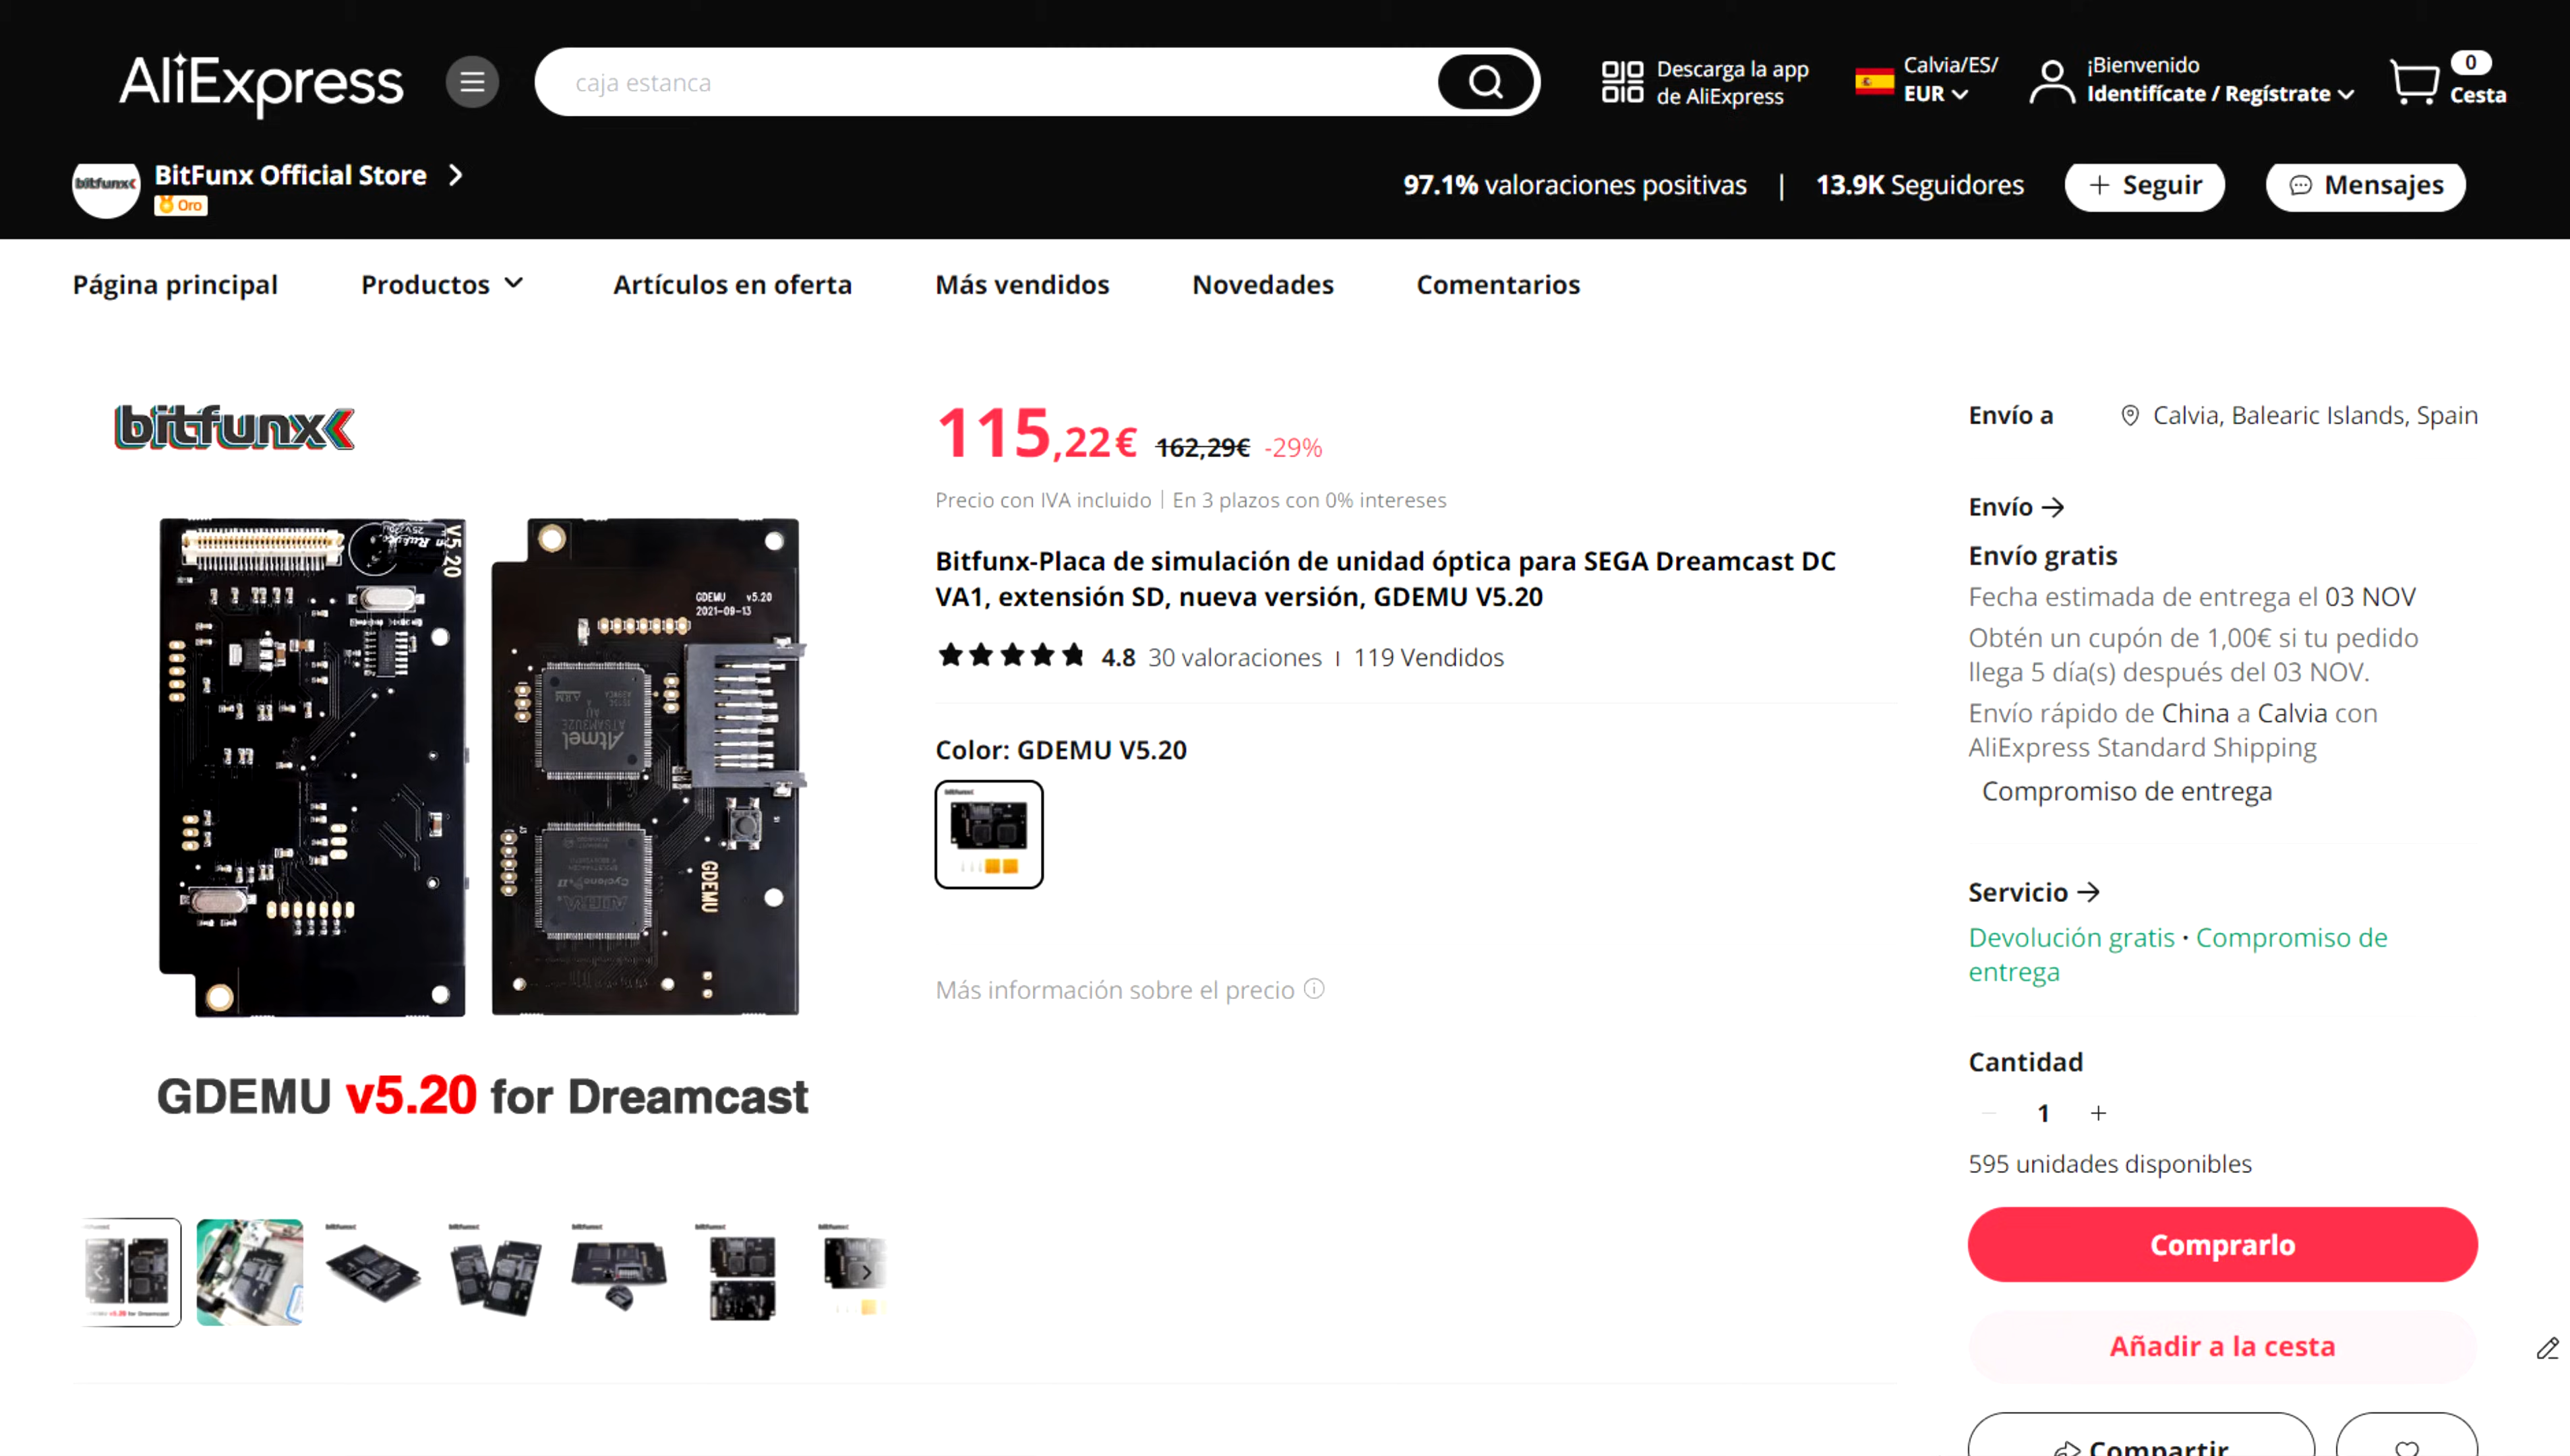 AliExpress
caja estanca
Descarga la app
de AliExpress
Calvia/ES/
EUR
¡Bienvenido
Identifícate / Regístrate
0
Cesta
bitfunx
BitFunx Official Store
Oro
97.1% valoraciones positivas | 13.9K Seguidores
+ Seguir
Mensajes
Página principal
Productos
Artículos en oferta
Más vendidos
Novedades
Comentarios
bitfunx
V5.20
GDEMU v5.20
2021-09-13
ARM
ATSAM3U2E
Atmel
Cyclone II
ALTERA
GDEMU
GDEMU v5.20 for Dreamcast
115,22€ 162,29€ -29%
Precio con IVA incluido | En 3 plazos con 0% intereses
Bitfunx-Placa de simulación de unidad óptica para SEGA Dreamcast DC
VA1, extensión SD, nueva versión, GDEMU V5.20
4.8 30 valoraciones | 119 Vendidos
Color: GDEMU V5.20
Más información sobre el precio
Envío a
Calvia, Balearic Islands, Spain
Envío
Envío gratis
Fecha estimada de entrega el 03 NOV
Obtén un cupón de 1,00€ si tu pedido
llega 5 día(s) después del 03 NOV.
Envío rápido de China a Calvia con
AliExpress Standard Shipping
Compromiso de entrega
Servicio
Devolución gratis · Compromiso de
entrega
Cantidad
1 +
595 unidades disponibles
Comprarlo
Añadir a la cesta
Compartir